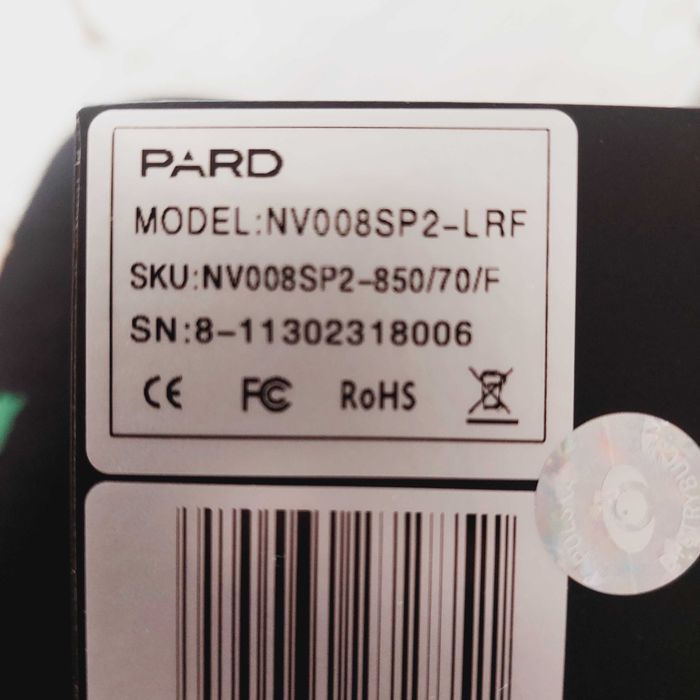 PARD
MODEL:NV008SP2-LRF
SKU:NV008SP2-850/70/F
SN:8-11302318006
CE FC RoHS